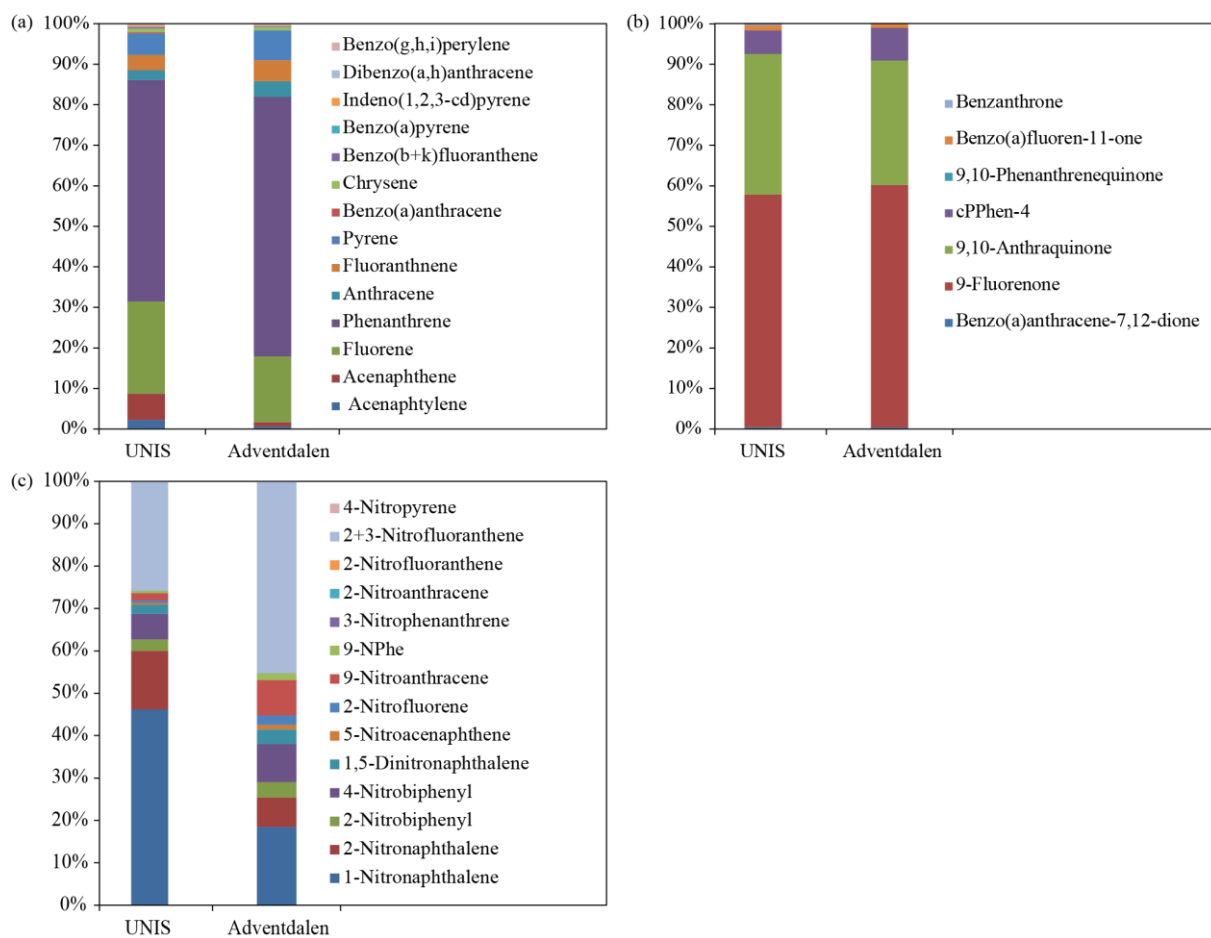 (a)
100%
90%
80%
70%
60%
50%
40%
30%
20%
10%
0%
UNIS
Adventdalen
Benzo(g,h,i)perylene
Dibenzo(a,h)anthracene
Indeno(1,2,3-cd)pyrene
Benzo(a)pyrene
Benzo(b+k)fluoranthene
Chrysene
Benzo(a)anthracene
Pyrene
Fluoranthnene
Anthracene
Phenanthrene
Fluorene
Acenaphthene
Acenaphtylene
(b)
100%
90%
80%
70%
60%
50%
40%
30%
20%
10%
0%
UNIS
Adventdalen
Benzanthrone
Benzo(a)fluoren-11-one
9,10-Phenanthrenequinone
cPPhen-4
9,10-Anthraquinone
9-Fluorenone
Benzo(a)anthracene-7,12-dione
(c)
100%
90%
80%
70%
60%
50%
40%
30%
20%
10%
0%
UNIS
Adventdalen
4-Nitropyrene
2+3-Nitrofluoranthene
2-Nitrofluoranthene
2-Nitroanthracene
3-Nitrophenanthrene
9-NPhe
9-Nitroanthracene
2-Nitrofluorene
5-Nitroacenaphthene
1,5-Dinitronaphthalene
4-Nitrobiphenyl
2-Nitrobiphenyl
2-Nitronaphthalene
1-Nitronaphthalene